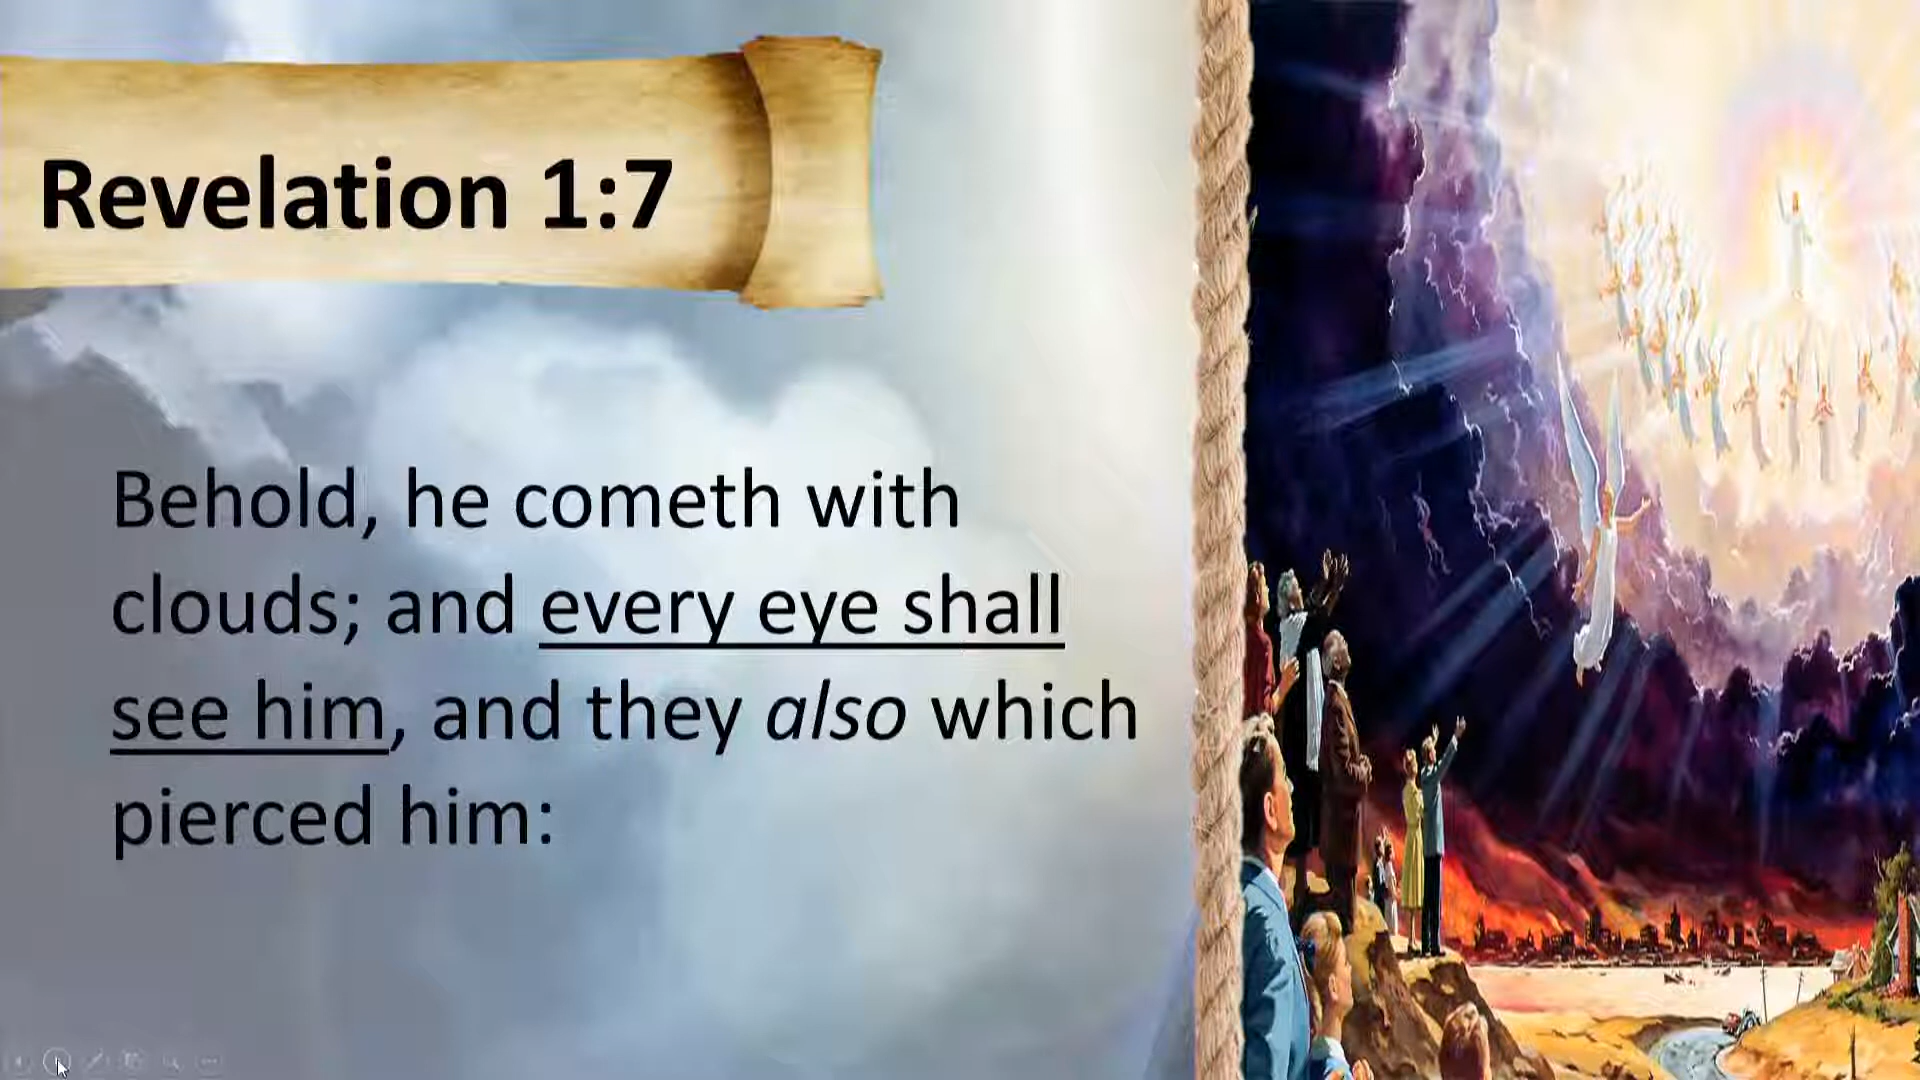 Revelation 1:7
Behold, he cometh with
clouds; and every eye shall
see him, and they also which
pierced him: